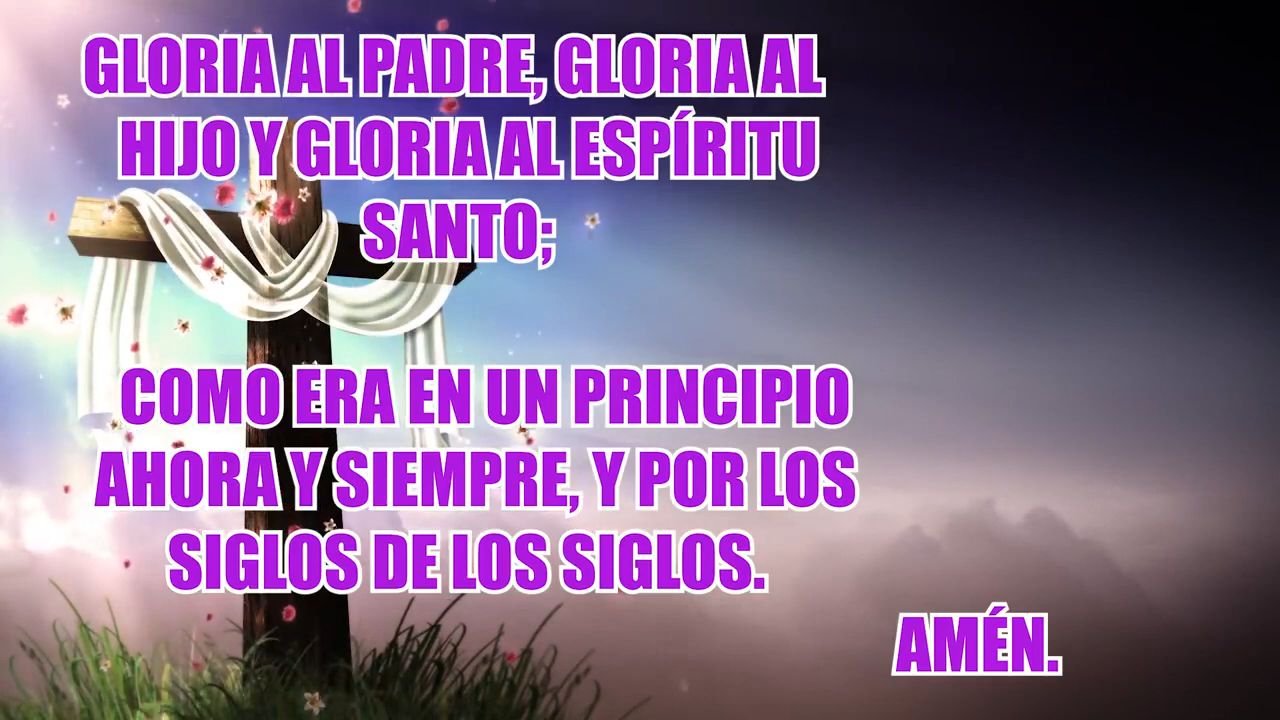 GLORIA AL PADRE, GLORIA AL
HIJO Y GLORIA AL ESPÍRITU
SANTO;
COMO ERA EN UN PRINCIPIO
AHORA Y SIEMPRE, Y POR LOS
SIGLOS DE LOS SIGLOS.
AMÉN.